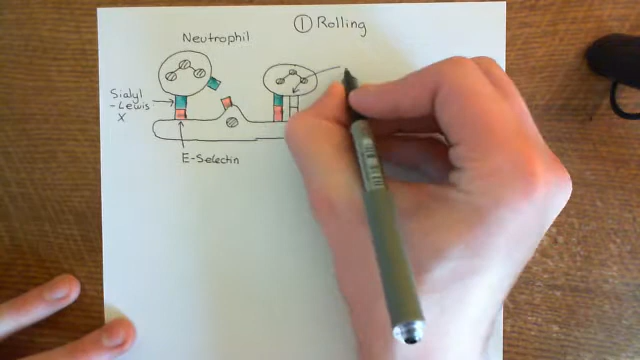 ① Rolling
Neutrophil
Sialyl
-Lewis
X
E-Selectin